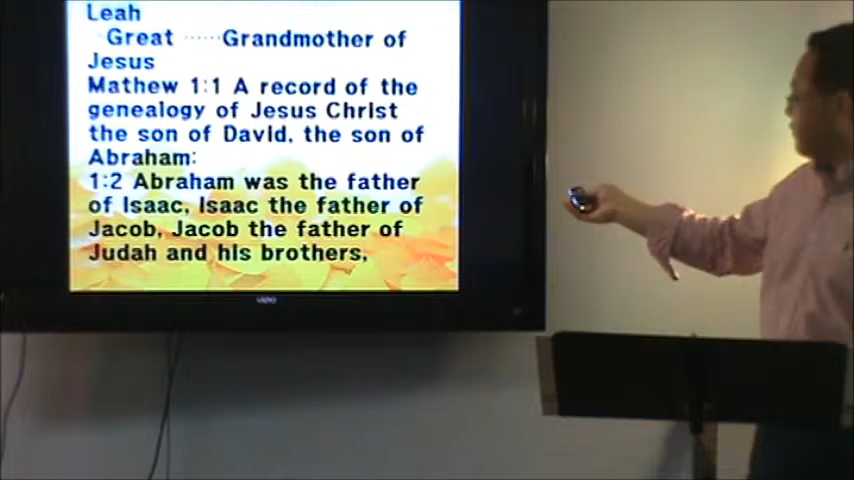 Leah
Great ······Grandmother of
Jesus
Mathew 1:1 A record of the
genealogy of Jesus Christ
the son of David, the son of
Abraham:
1:2 Abraham was the father
of Isaac, Isaac the father of
Jacob, Jacob the father of
Judah and his brothers,
VIZIO